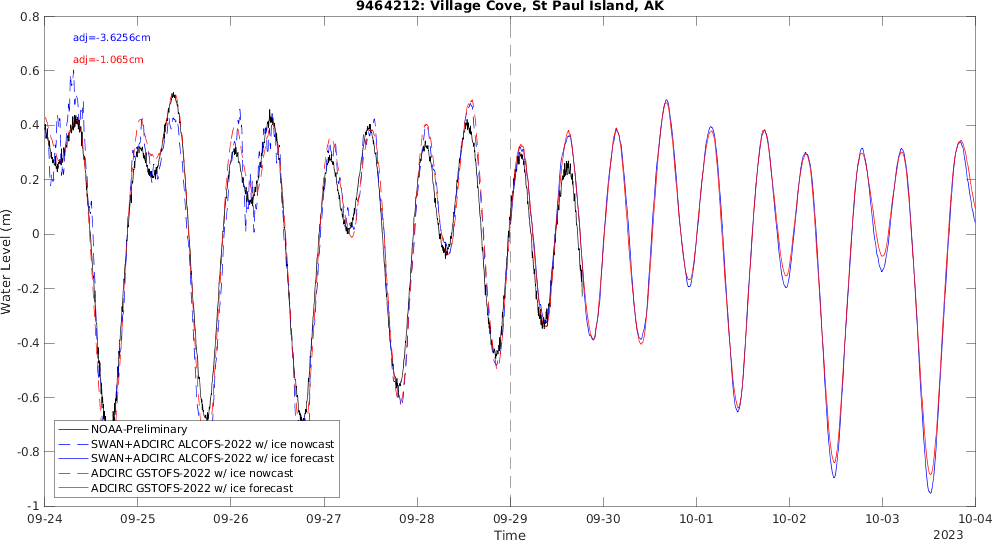 9464212: Village Cove, St Paul Island, AK
adj=-3.6256cm
adj=-1.065cm
Water Level (m)
0.8
0.6
0.4
0.2
0
-0.2
-0.4
-0.6
-0.8
-1
NOAA-Preliminary
SWAN+ADCIRC ALCOFS-2022 w/ ice nowcast
SWAN+ADCIRC ALCOFS-2022 w/ ice forecast
ADCIRC GSTOFS-2022 w/ ice nowcast
ADCIRC GSTOFS-2022 w/ ice forecast
09-24 09-25 09-26 09-27 09-28 09-29 09-30 10-01 10-02 10-03 10-04
Time
2023